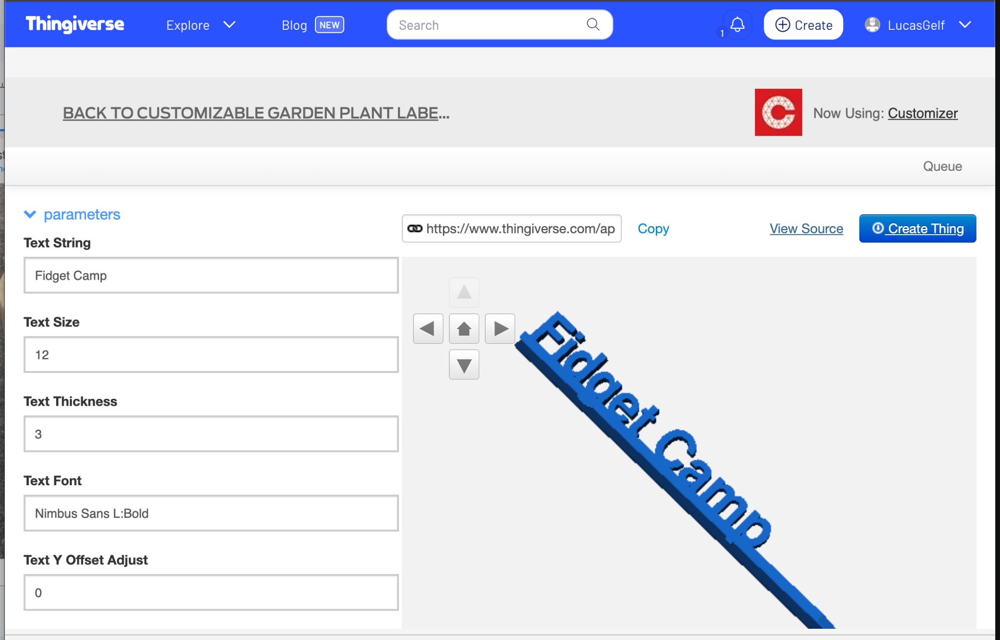 Thingiverse Explore Blog NEW Search 1 Create LucasGelf
BACK TO CUSTOMIZABLE GARDEN PLANT LABE...
Now Using: Customizer
Queue
parameters
https://www.thingiverse.com/ap Copy View Source Create Thing
Text String
Fidget Camp
Text Size
12
Text Thickness
3
Text Font
Nimbus Sans L:Bold
Text Y Offset Adjust
0
Fidget Camp